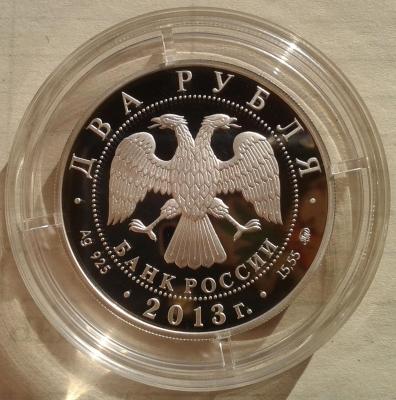 · ДВА РУБЛЯ ·
БАНК РОССИИ
Ag 925
· 2013 г. ·
15,55